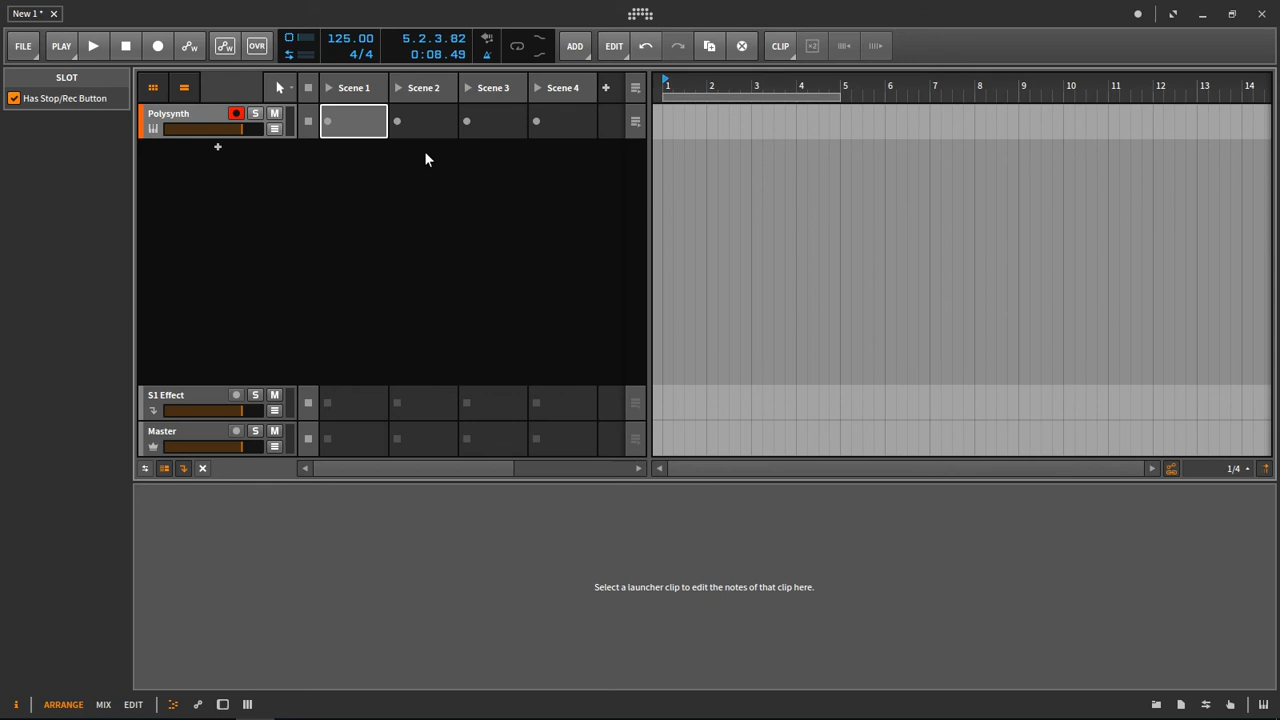 New 1 *
FILE PLAY OVR 125.00 4/4 5.2.3.82 0:08.49 ADD EDIT CLIP ×2
SLOT
Has Stop/Rec Button
Scene 1 Scene 2 Scene 3 Scene 4
1 2 3 4 5 6 7 8 9 10 11 12 13 14
Polysynth S M
S1 Effect S M
Master S M
1/4
Select a launcher clip to edit the notes of that clip here.
i ARRANGE MIX EDIT